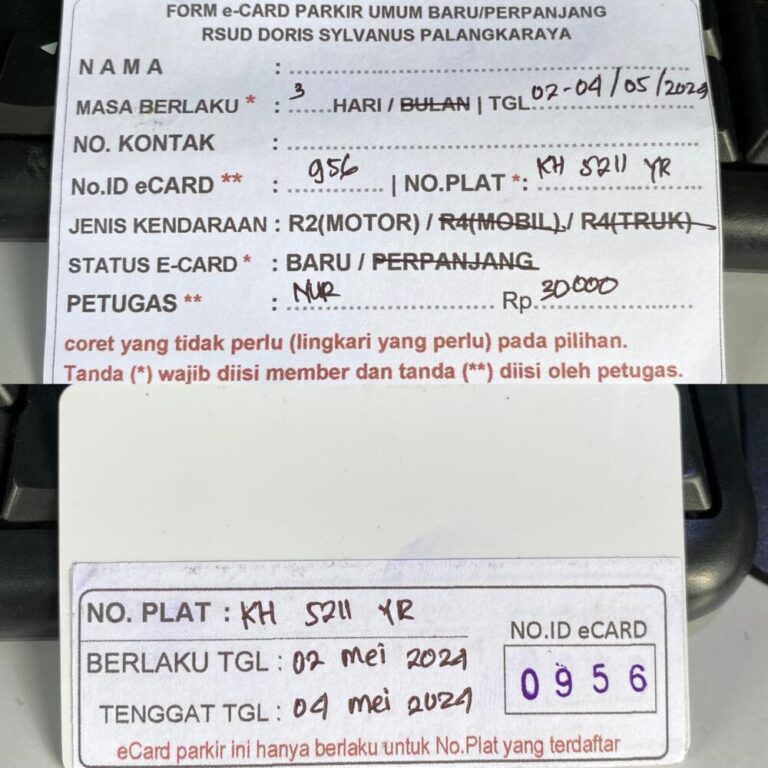 FORM e-CARD PARKIR UMUM BARU/PERPANJANG
RSUD DORIS SYLVANUS PALANGKARAYA
NAMA : ..............................
MASA BERLAKU * : 3 ......HARI / BULAN | TGL 02-04/05/2024
NO. KONTAK : ..............................
No.ID eCARD ** : 956 | NO.PLAT *: KH 5211 YR
JENIS KENDARAAN : R2(MOTOR) / R4(MOBIL) / R4(TRUK)
STATUS E-CARD * : BARU / PERPANJANG
PETUGAS ** : NUR Rp. 30000
coret yang tidak perlu (lingkari yang perlu) pada pilihan.
Tanda (*) wajib diisi member dan tanda (**) diisi oleh petugas.
NO. PLAT : KH 5211 YR
NO.ID eCARD
BERLAKU TGL : 02 mei 2024
0956
TENGGAT TGL : 04 mei 2024
eCard parkir ini hanya berlaku untuk No.Plat yang terdaftar